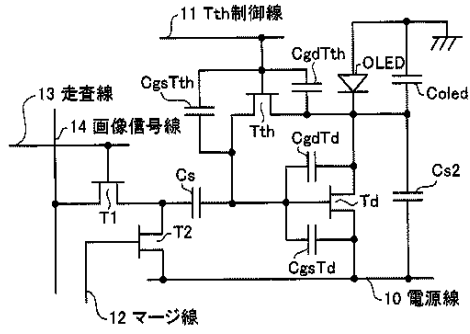 11 Tth制御線
CgdTth
OLED
CgsTth
Coled
13 走査線
14 画像信号線
Tth
CgdTd
Cs
Cs2
Td
T1
T2
CgsTd
10 電源線
12 マージ線